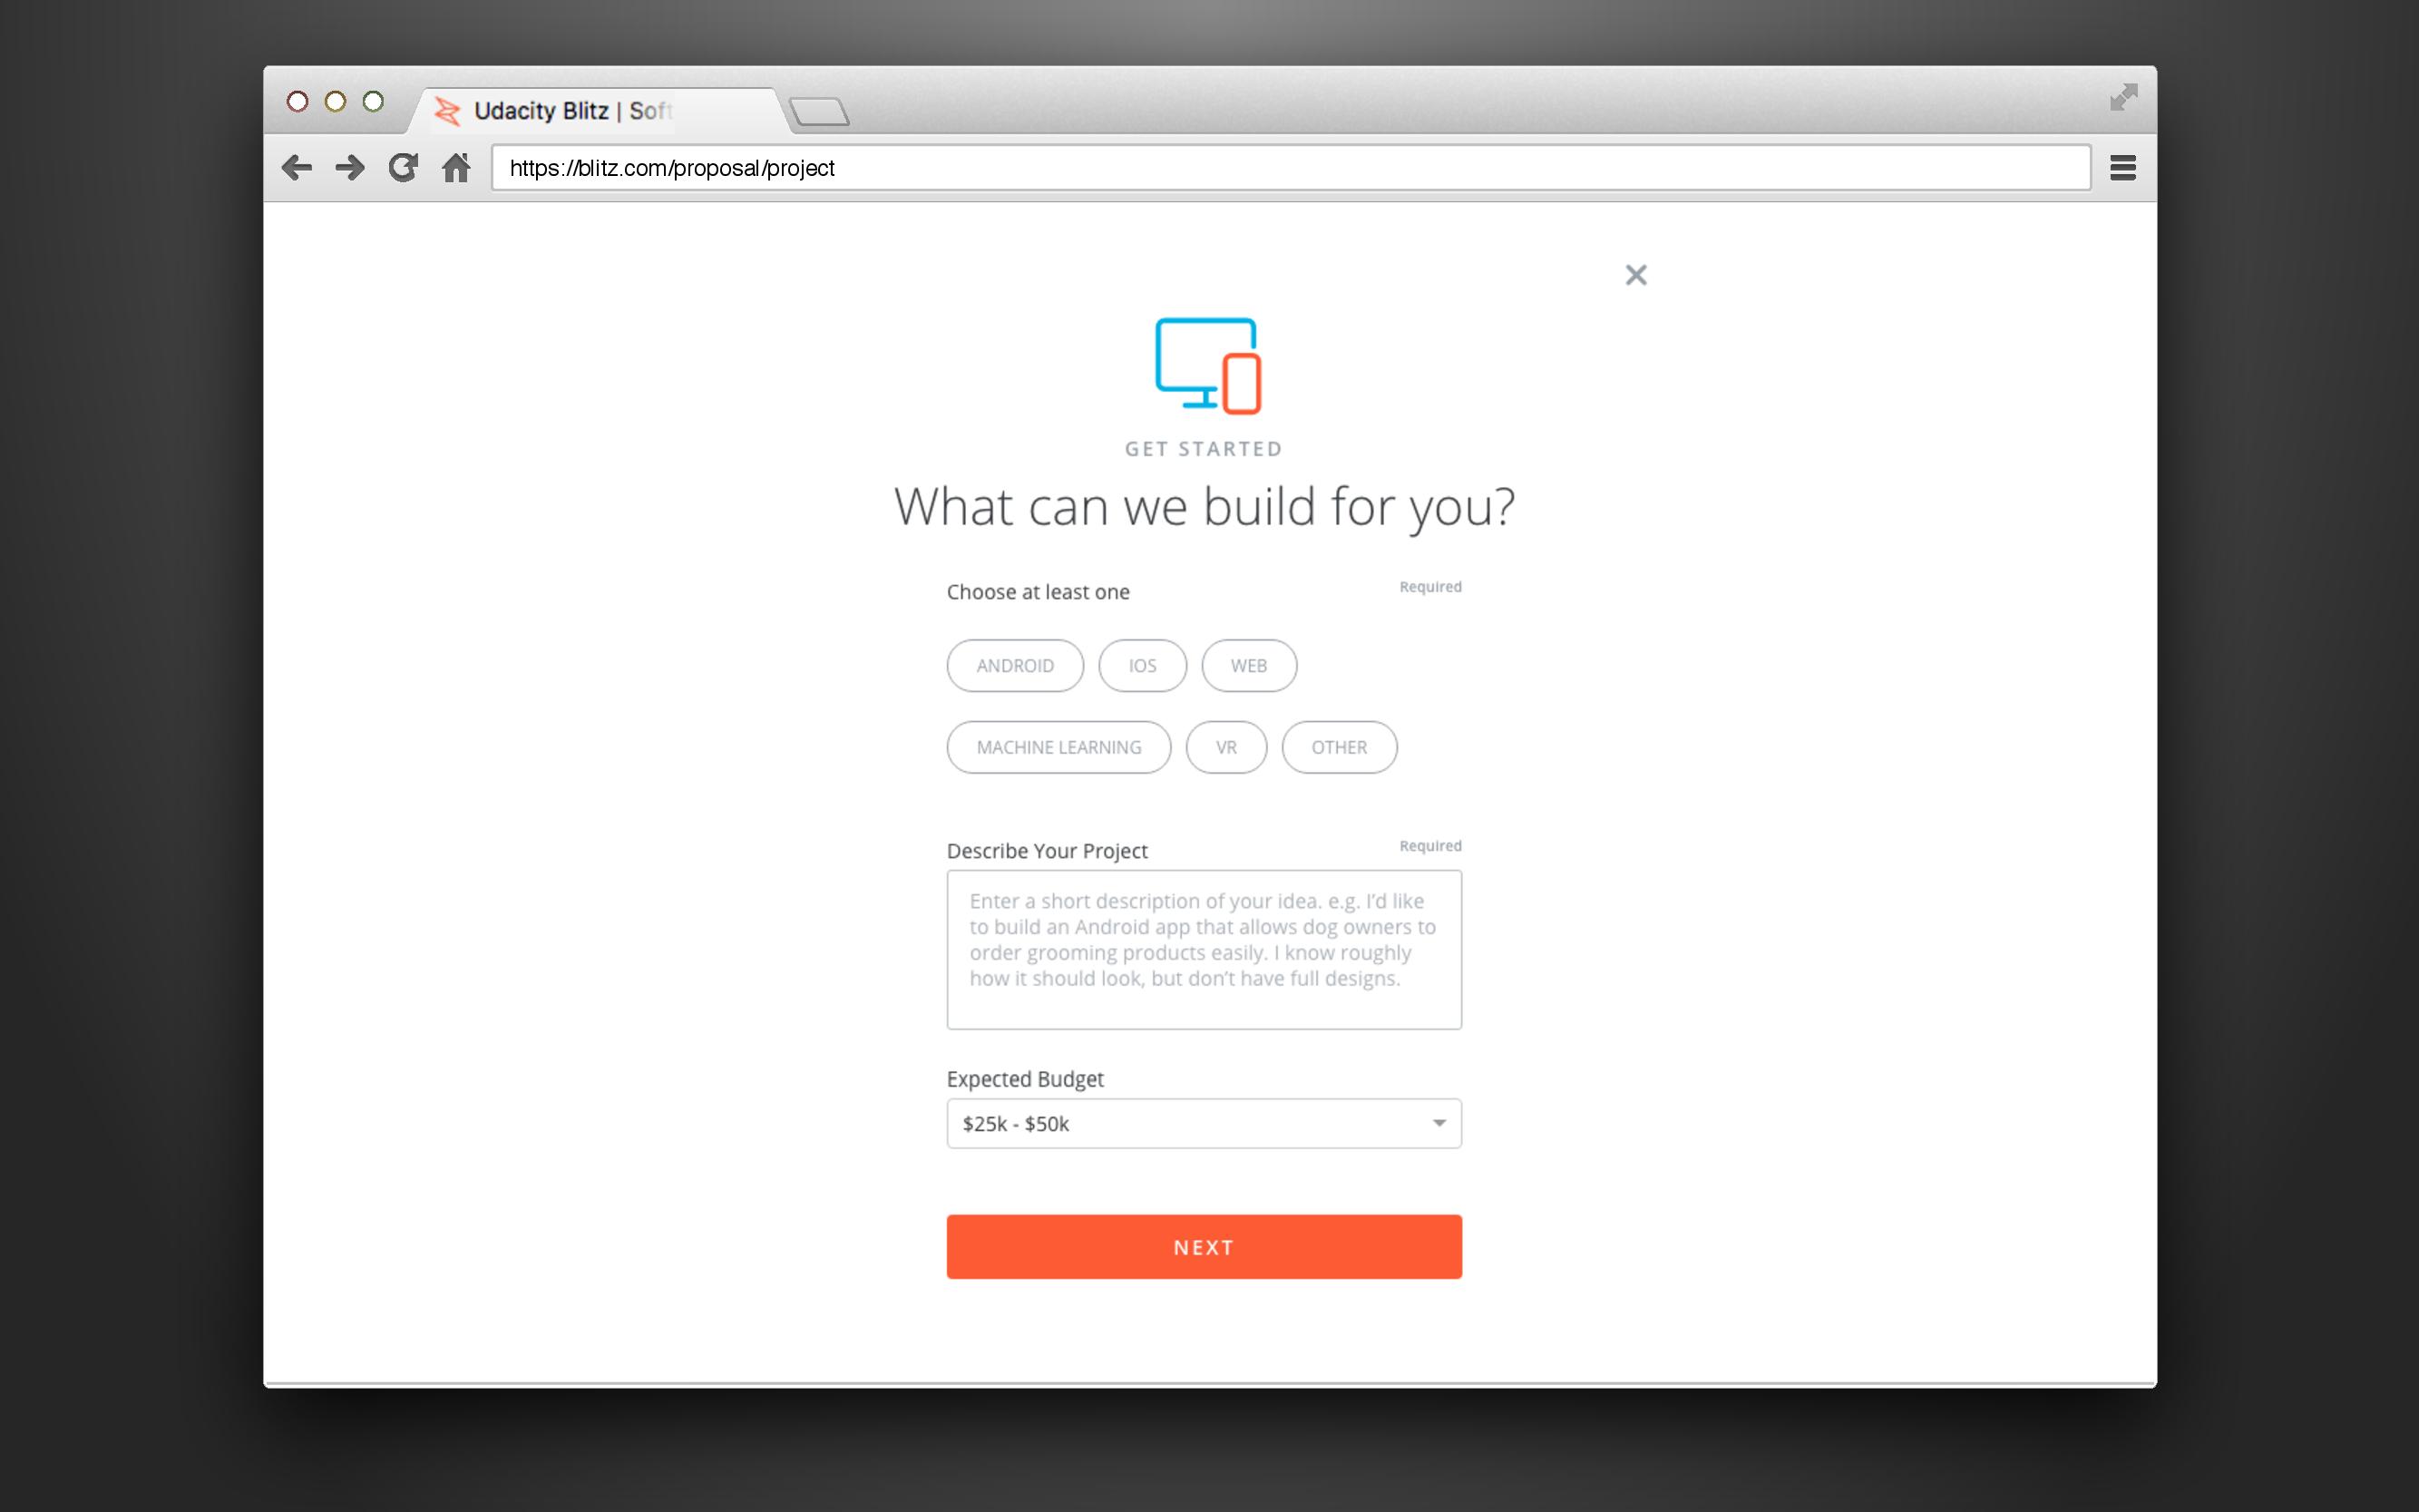 Udacity Blitz | Soft
https://blitz.com/proposal/project
GET STARTED
What can we build for you?
Choose at least one
Required
ANDROID
IOS
WEB
MACHINE LEARNING
VR
OTHER
Describe Your Project
Required
Enter a short description of your idea. e.g. I’d like
to build an Android app that allows dog owners to
order grooming products easily. I know roughly
how it should look, but don’t have full designs.
Expected Budget
$25k - $50k
NEXT